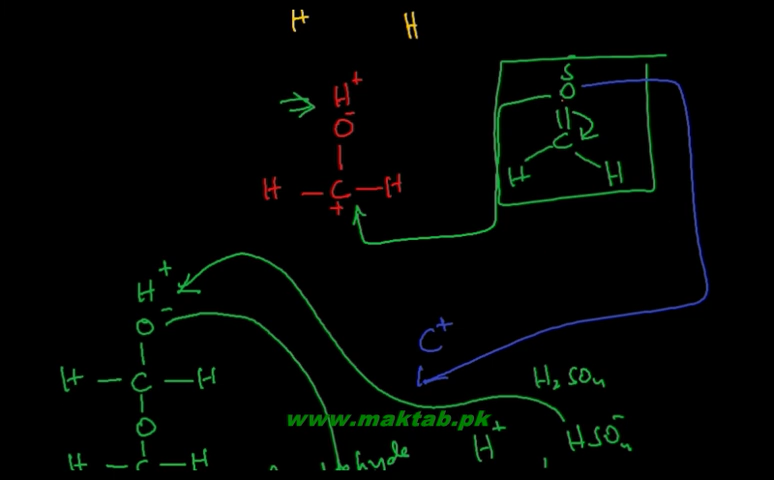 H H
H+
S
O-
O
H — C — H
+
C
H H
H+
O-
C+
H — C — H
H2SO4
www.maktab.pk
O
H+ , HSO4-
H — C — H